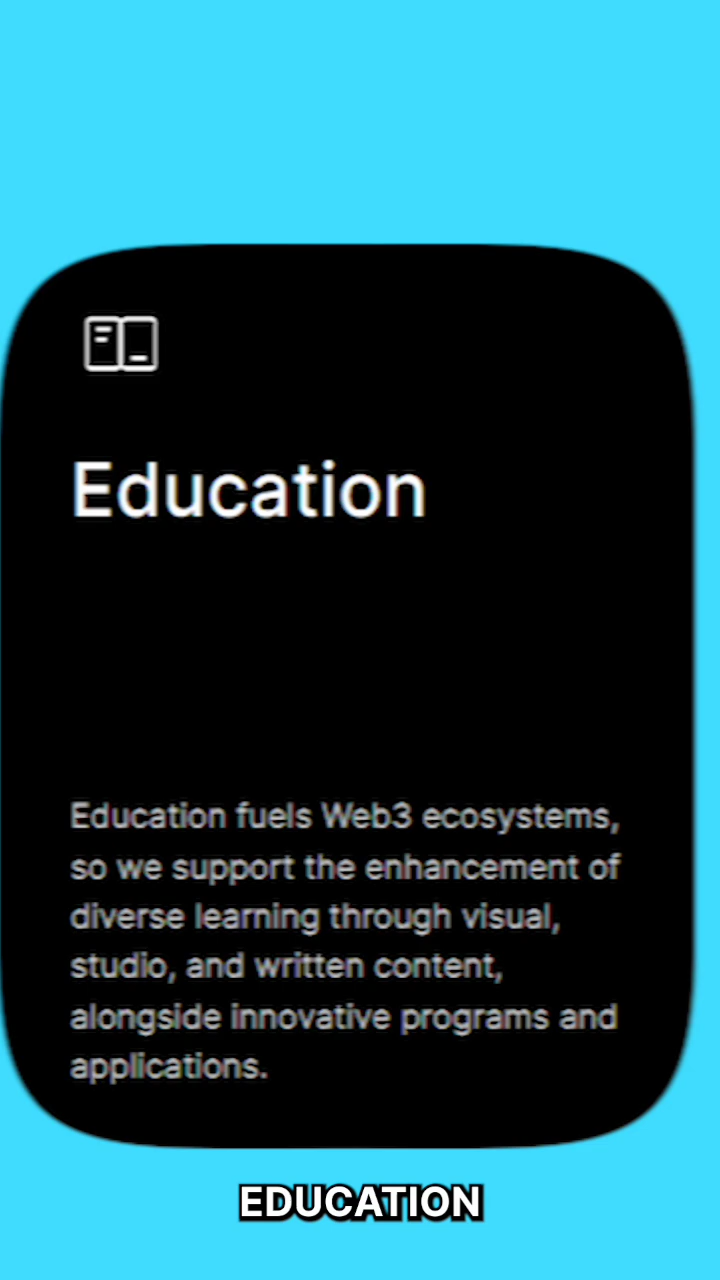 Education
Education fuels Web3 ecosystems,
so we support the enhancement of
diverse learning through visual,
studio, and written content,
alongside innovative programs and
applications.
EDUCATION